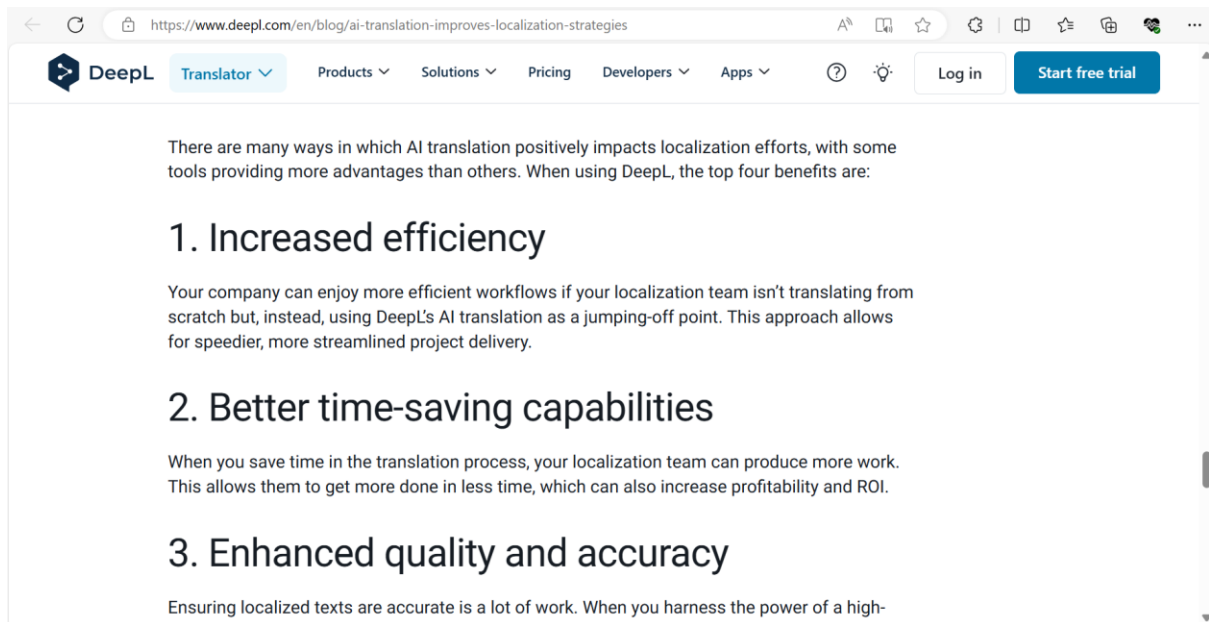 https://www.deepl.com/en/blog/ai-translation-improves-localization-strategies
DeepL Translator Products Solutions Pricing Developers Apps Log in Start free trial
There are many ways in which AI translation positively impacts localization efforts, with some
tools providing more advantages than others. When using DeepL, the top four benefits are:
1. Increased efficiency
Your company can enjoy more efficient workflows if your localization team isn’t translating from
scratch but, instead, using DeepL’s AI translation as a jumping-off point. This approach allows
for speedier, more streamlined project delivery.
2. Better time-saving capabilities
When you save time in the translation process, your localization team can produce more work.
This allows them to get more done in less time, which can also increase profitability and ROI.
3. Enhanced quality and accuracy
Ensuring localized texts are accurate is a lot of work. When you harness the power of a high-